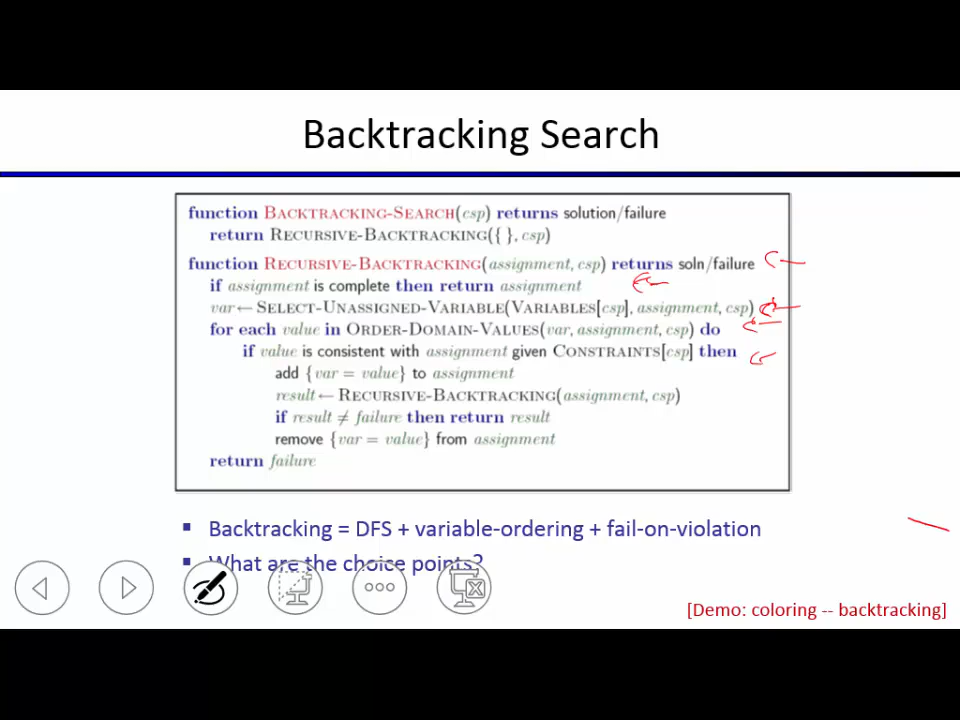 Backtracking Search
function BACKTRACKING-SEARCH(csp) returns solution/failure
return RECURSIVE-BACKTRACKING({ }, csp)
function RECURSIVE-BACKTRACKING(assignment, csp) returns soln/failure
if assignment is complete then return assignment
var ← SELECT-UNASSIGNED-VARIABLE(VARIABLES[csp], assignment, csp)
for each value in ORDER-DOMAIN-VALUES(var, assignment, csp) do
if value is consistent with assignment given CONSTRAINTS[csp] then
add {var = value} to assignment
result ← RECURSIVE-BACKTRACKING(assignment, csp)
if result ≠ failure then return result
remove {var = value} from assignment
return failure
▪ Backtracking = DFS + variable-ordering + fail-on-violation
▪ What are the choice points?
[Demo: coloring -- backtracking]